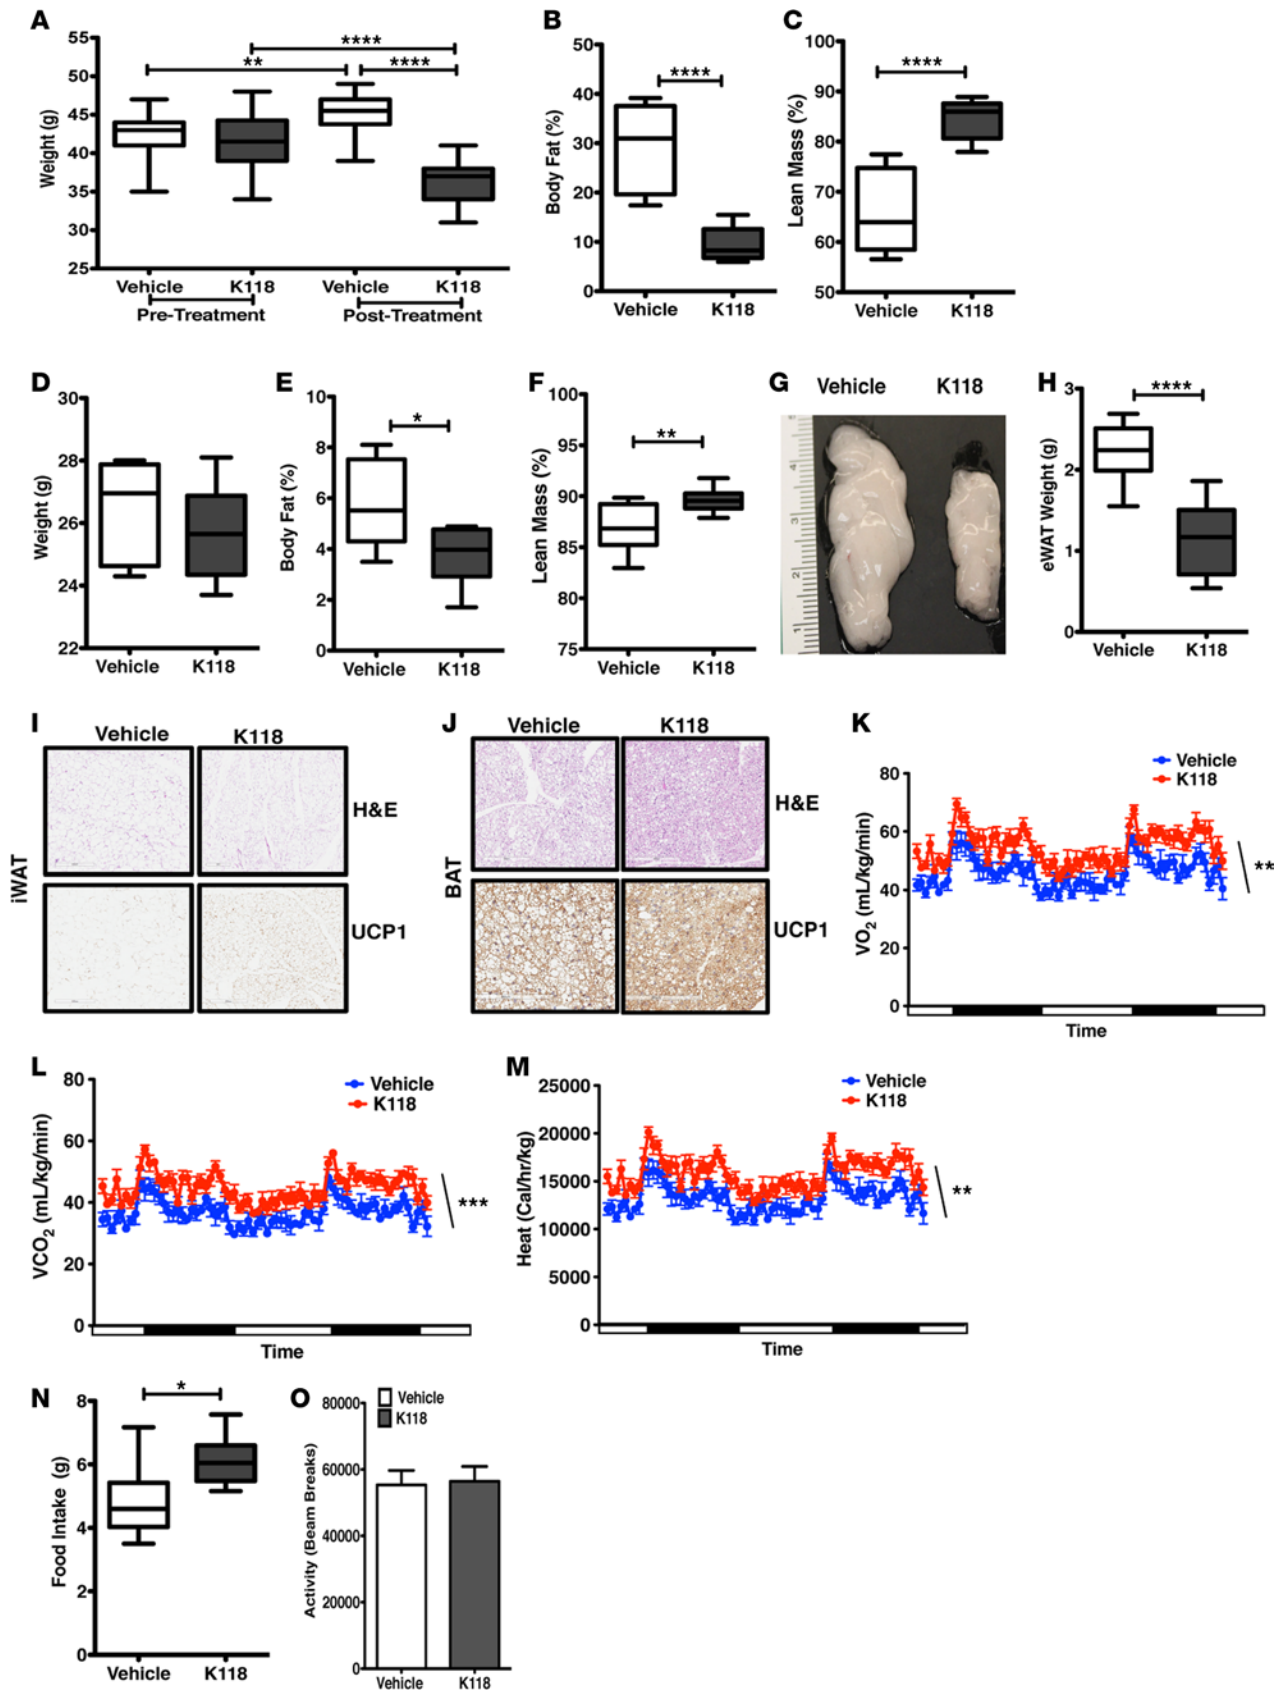 A
55
50
45
40
35
30
25
Weight (g)
**
****
****
Vehicle K118 Vehicle K118
Pre-Treatment Post-Treatment
B
50
40
30
20
10
0
Body Fat (%)
****
Vehicle K118
C
100
90
80
70
60
50
Lean Mass (%)
****
Vehicle K118
D
30
28
26
24
22
Weight (g)
Vehicle K118
E
10
8
6
4
2
0
Body Fat (%)
*
Vehicle K118
F
100
95
90
85
80
75
Lean Mass (%)
**
Vehicle K118
G
Vehicle K118
4
3
2
1
H
3
2
1
0
eWAT Weight (g)
****
Vehicle K118
I
Vehicle K118
iWAT
H&E
UCP1
J
Vehicle K118
BAT
H&E
UCP1
K
Vehicle
K118
80
60
40
20
0
VO2 (mL/kg/min)
**
Time
L
Vehicle
K118
80
60
40
20
0
VCO2 (mL/kg/min)
***
Time
M
Vehicle
K118
25000
20000
15000
10000
5000
0
Heat (Cal/hr/kg)
**
Time
N
8
6
4
2
0
Food Intake (g)
*
Vehicle K118
O
Vehicle
K118
80000
60000
40000
20000
0
Activity (Beam Breaks)
Vehicle K118